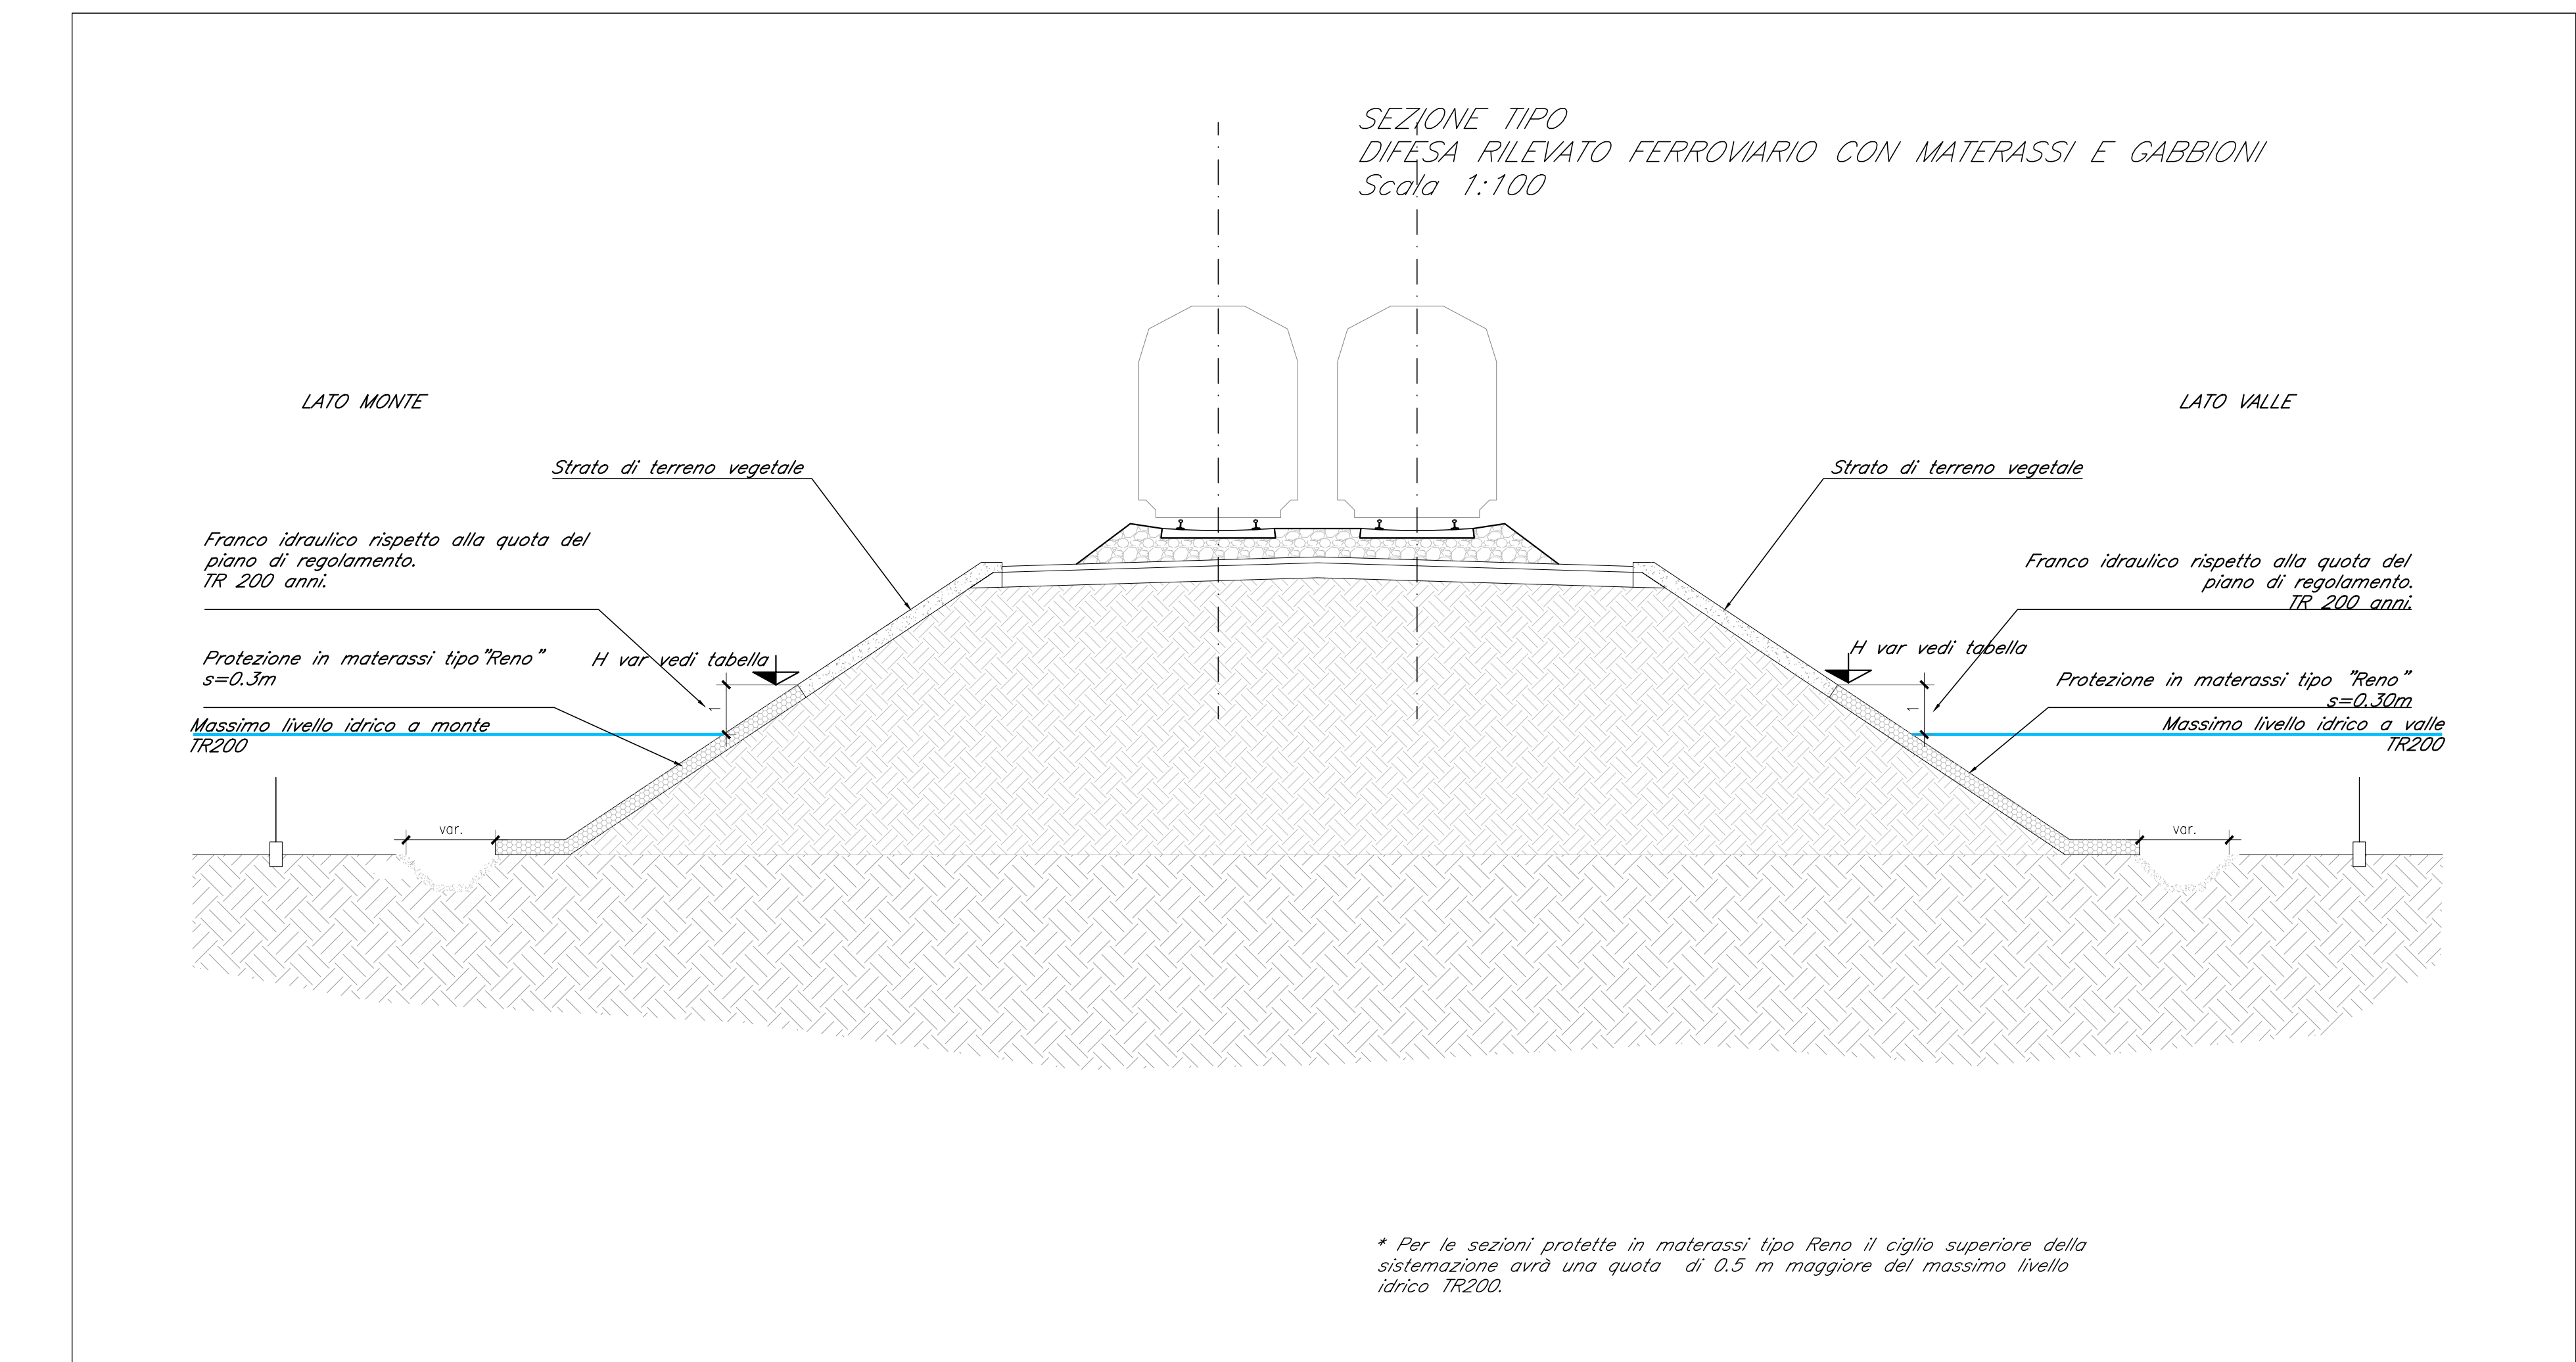 SEZIONE TIPO
DIFESA RILEVATO FERROVIARIO CON MATERASSI E GABBIONI
Scala 1:100
LATO MONTE
LATO VALLE
Strato di terreno vegetale
Strato di terreno vegetale
Franco idraulico rispetto alla quota del
piano di regolamento.
TR 200 anni.
Franco idraulico rispetto alla quota del
piano di regolamento.
TR 200 anni.
Protezione in materassi tipo"Reno"
s=0.3m
H var vedi tabella
H var vedi tabella
Protezione in materassi tipo "Reno"
s=0.30m
1
1
Massimo livello idrico a monte
TR200
Massimo livello idrico a valle
TR200
var.
var.
* Per le sezioni protette in materassi tipo Reno il ciglio superiore della
sistemazione avrà una quota di 0.5 m maggiore del massimo livello
idrico TR200.